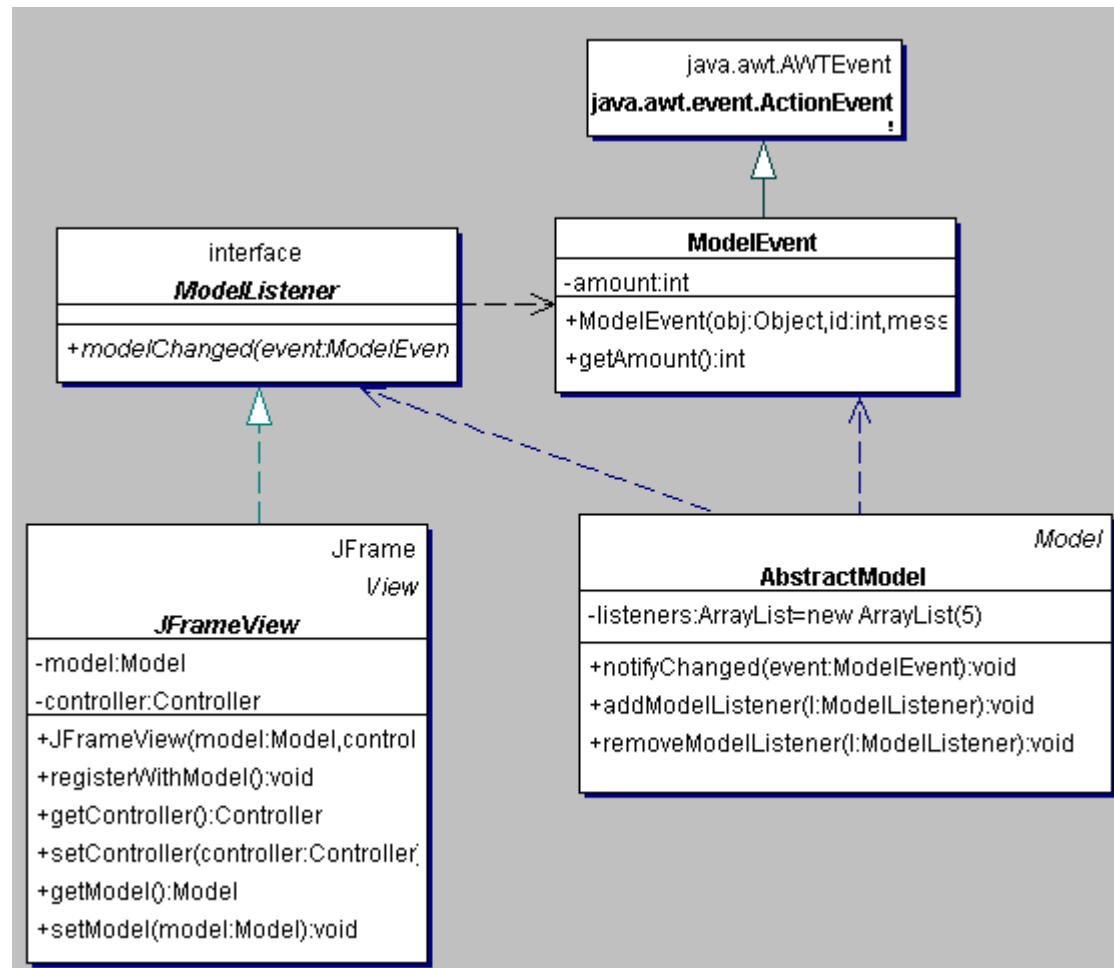 java.awt.AWTEvent
java.awt.event.ActionEvent
!
interface
ModelListener
+modelChanged(event:ModelEven
ModelEvent
-amount:int
+ModelEvent(obj:Object,id:int,mess
+getAmount():int
JFrame
View
JFrameView
-model:Model
-controller:Controller
+JFrameView(model:Model,control
+registerWithModel():void
+getController():Controller
+setController(controller:Controller)
+getModel():Model
+setModel(model:Model):void
Model
AbstractModel
-listeners:ArrayList=new ArrayList(5)
+notifyChanged(event:ModelEvent):void
+addModelListener(l:ModelListener):void
+removeModelListener(l:ModelListener):void